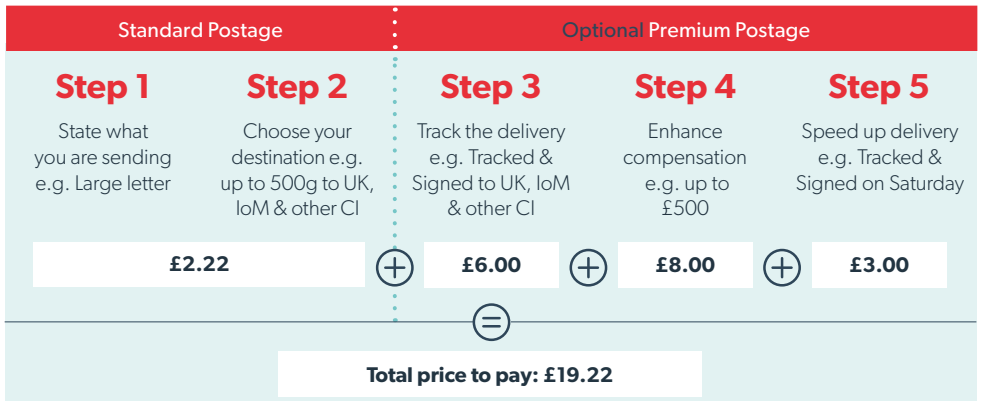 Standard Postage
Optional Premium Postage
Step 1
State what
you are sending
e.g. Large letter
Step 2
Choose your
destination e.g.
up to 500g to UK,
IoM & other CI
£2.22
+
Step 3
Track the delivery
e.g. Tracked &
Signed to UK, IoM
& other CI
£6.00
+
Step 4
Enhance
compensation
e.g. up to
£500
£8.00
+
Step 5
Speed up delivery
e.g. Tracked &
Signed on Saturday
£3.00
=
Total price to pay: £19.22